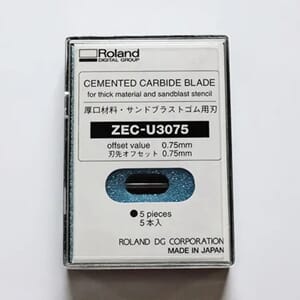 Roland
DIGITAL GROUP
CEMENTED CARBIDE BLADE
for thick material and sandblast stencil
厚口材料・サンドブラストゴム用刃
ZEC-U3075
offset value 0.75mm
刃先オフセット 0.75mm
● 5 pieces
5本入
ROLAND DG CORPORATION
MADE IN JAPAN